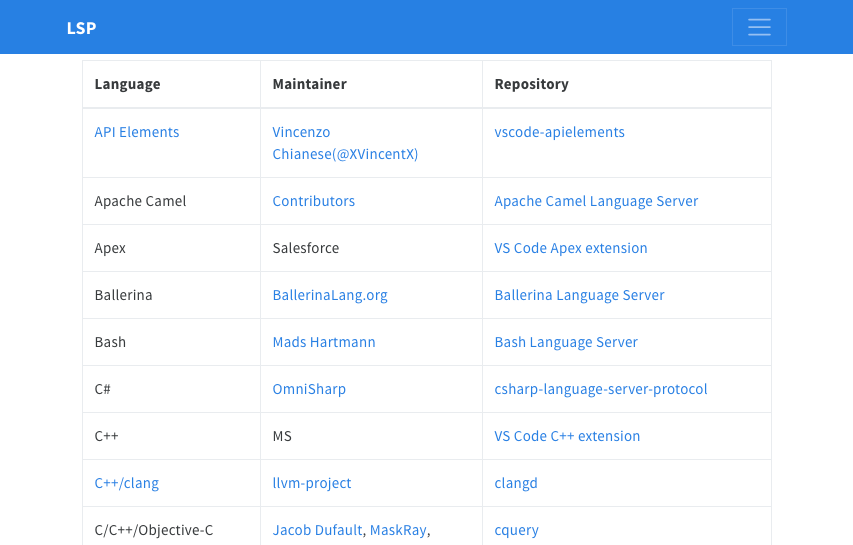 LSP
Language Maintainer Repository
API Elements Vincenzo vscode-apielements
Chianese(@XVincentX)
Apache Camel Contributors Apache Camel Language Server
Apex Salesforce VS Code Apex extension
Ballerina BallerinaLang.org Ballerina Language Server
Bash Mads Hartmann Bash Language Server
C# OmniSharp csharp-language-server-protocol
C++ MS VS Code C++ extension
C++/clang llvm-project clangd
C/C++/Objective-C Jacob Dufault, MaskRay, cquery